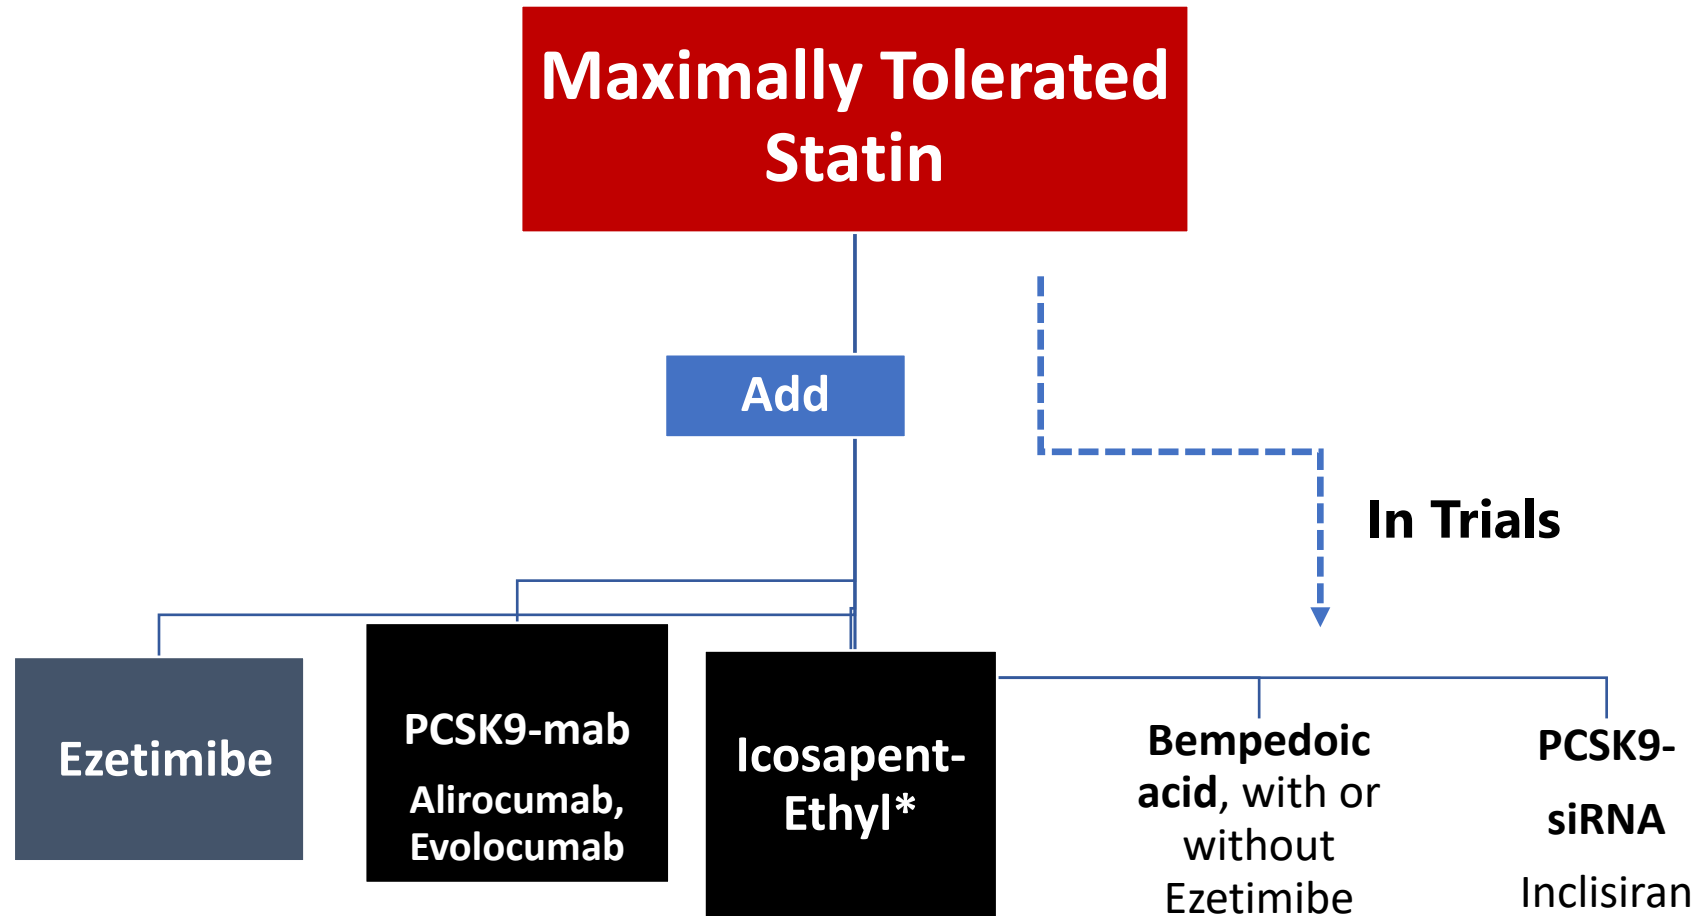 Maximally Tolerated
Statin
Add
In Trials
Ezetimibe
PCSK9-mab
Alirocumab,
Evolocumab
Icosapent-
Ethyl*
Bempedoic
acid, with or
without
Ezetimibe
PCSK9-
siRNA
Inclisiran